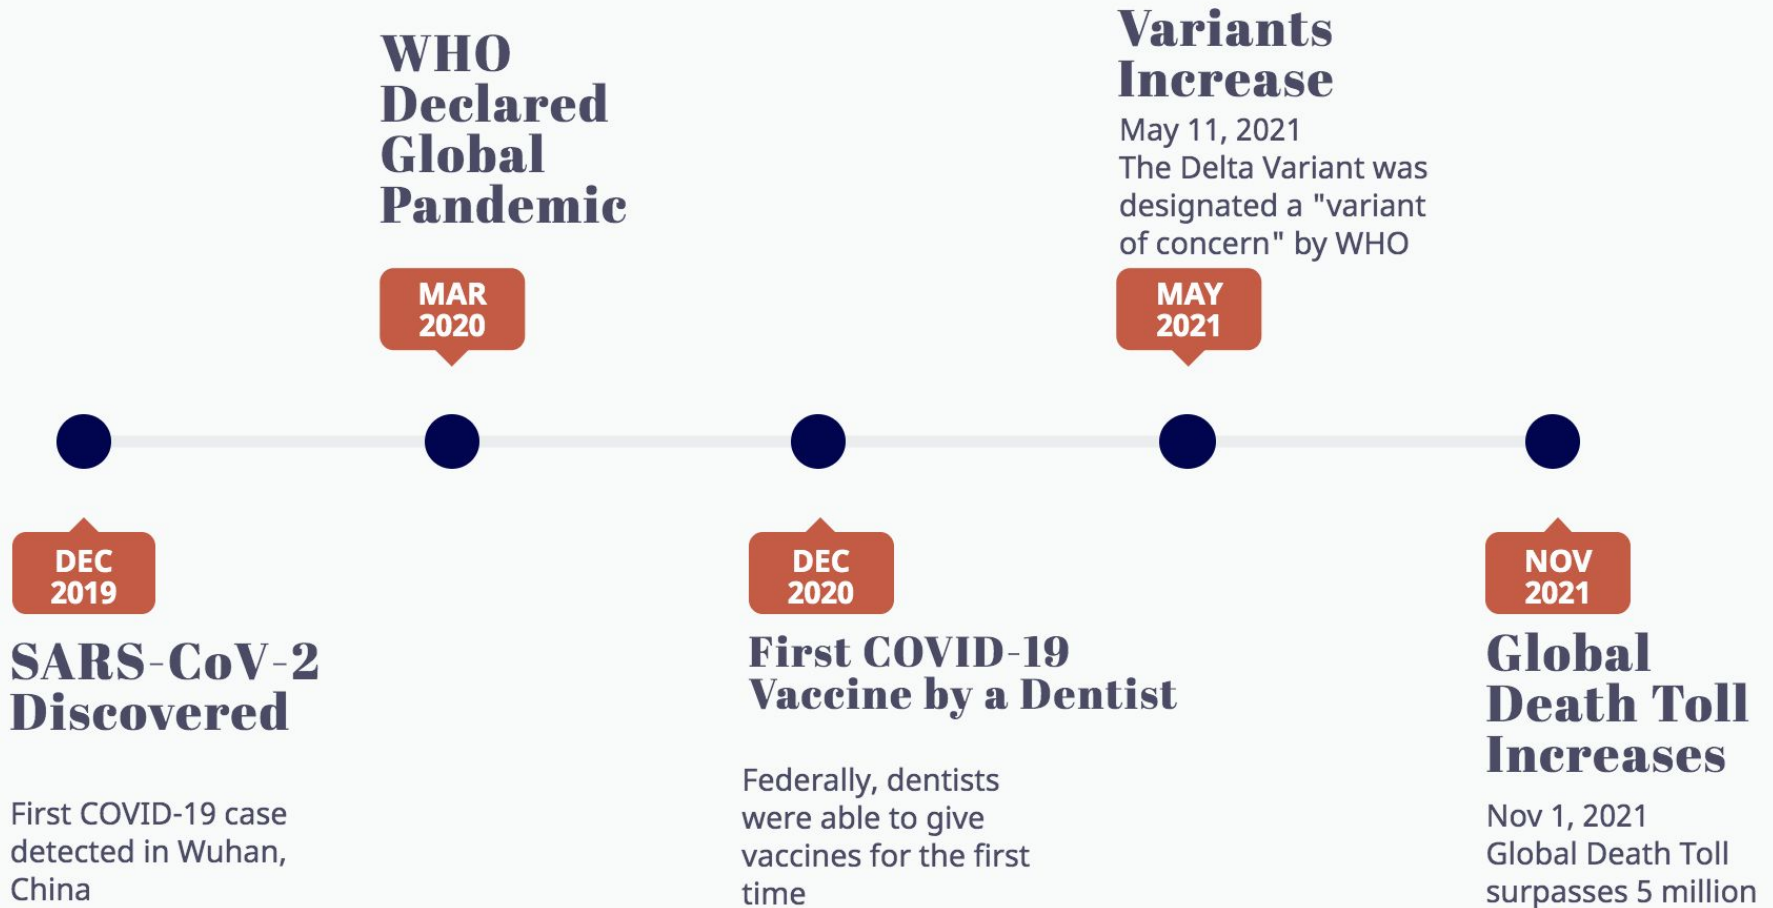 WHO
Declared
Global
Pandemic
MAR
2020
Variants
Increase
May 11, 2021
The Delta Variant was
designated a "variant
of concern" by WHO
MAY
2021
DEC
2019
SARS-CoV-2
Discovered
First COVID-19 case
detected in Wuhan,
China
DEC
2020
First COVID-19
Vaccine by a Dentist
Federally, dentists
were able to give
vaccines for the first
time
NOV
2021
Global
Death Toll
Increases
Nov 1, 2021
Global Death Toll
surpasses 5 million